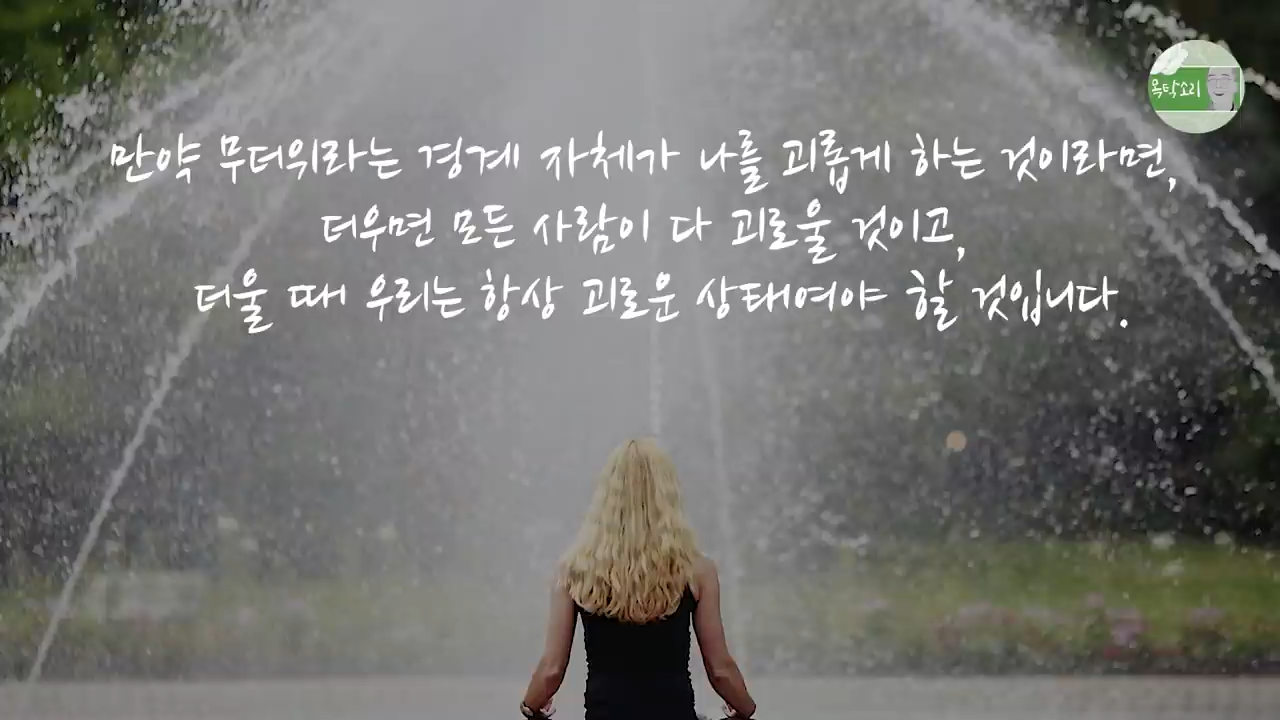 목탁소리
만약 무더위라는 경계 자체가 나를 괴롭게 하는 것이라면,
더우면 모든 사람이 다 괴로울 것이고,
더울 때 우리는 항상 괴로운 상태여야 할 것입니다.